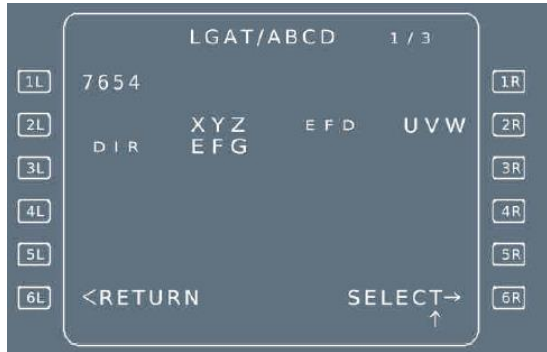 LGAT/ABCD 1/3
1L 7654 1R
2L XYZ EFD UVW 2R
DIR EFG
3L 3R
4L 4R
5L 5R
6L <RETURN SELECT→ 6R
↑